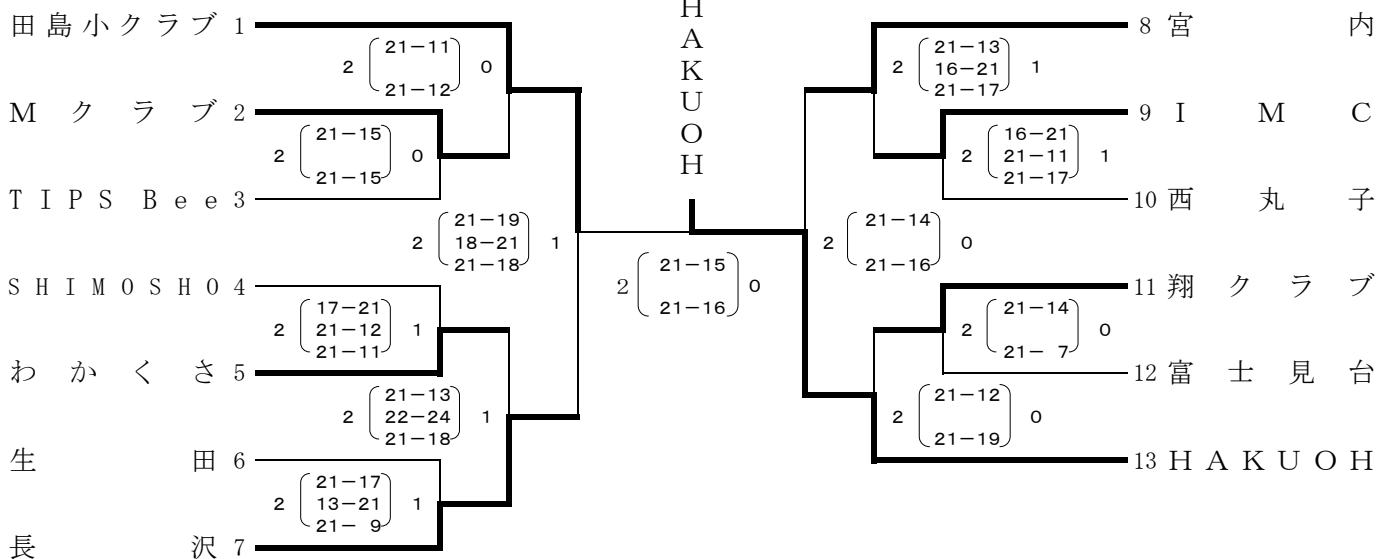 HAKUOH
田島小クラブ 1
2 21－11 0
21－12
Mクラブ 2
2 21－15 0
21－15
TIPS Bee 3
2 21－19 1
18－21
21－18
SHIMOSHO 4
2 17－21 1
21－12
21－11
わかくさ 5
2 21－13 1
22－24
21－18
生田 6
2 21－17 1
13－21
21－ 9
長沢 7
2 21－15 0
21－16
8 宮内
2 21－13 1
16－21
21－17
9 IMC
2 16－21 1
21－11
21－17
10 西丸子
2 21－14 0
21－16
11 翔クラブ
2 21－14 0
21－ 7
12 富士見台
2 21－12 0
21－19
13 HAKUOH